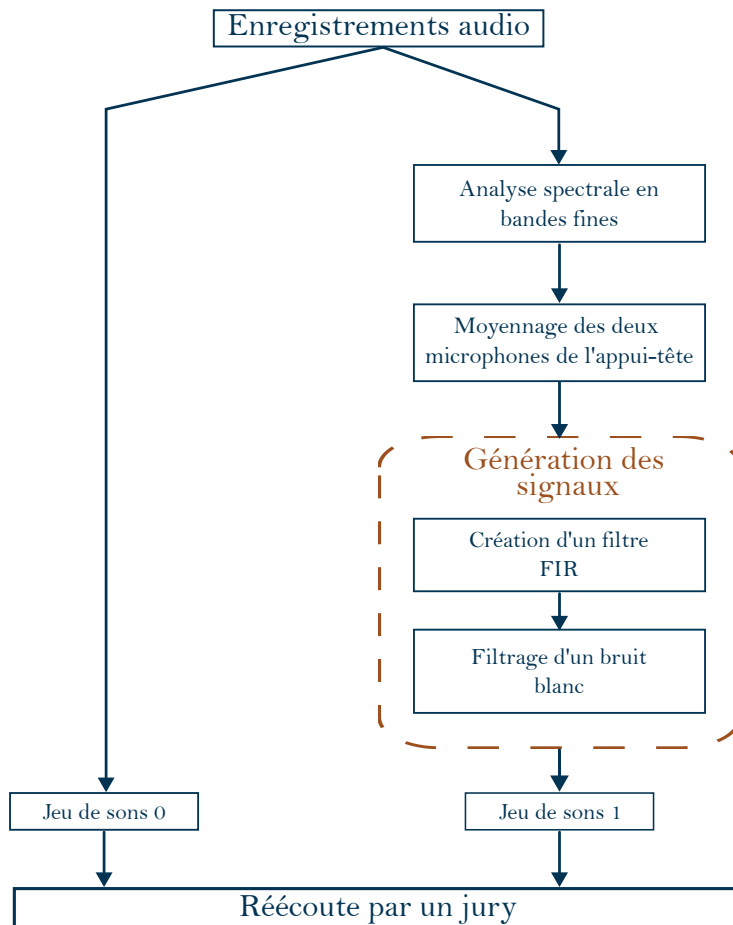 Enregistrements audio
Analyse spectrale en
bandes fines
Moyennage des deux
microphones de l'appui-tête
Génération des
signaux
Création d'un filtre
FIR
Filtrage d'un bruit
blanc
Jeu de sons 0
Jeu de sons 1
Réécoute par un jury